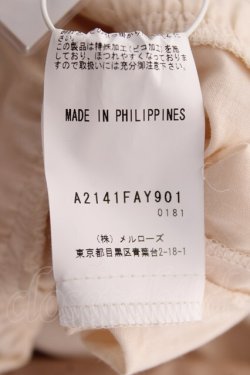 この製品は特殊加工(ピコ加工)を施し
ており、ほつれやすくなっております
ので取扱いには充分御注意下さい。
MADE IN PHILIPPINES
A2141FAY901
0181
(株)メルローズ
東京都目黒区青葉台2-18-1